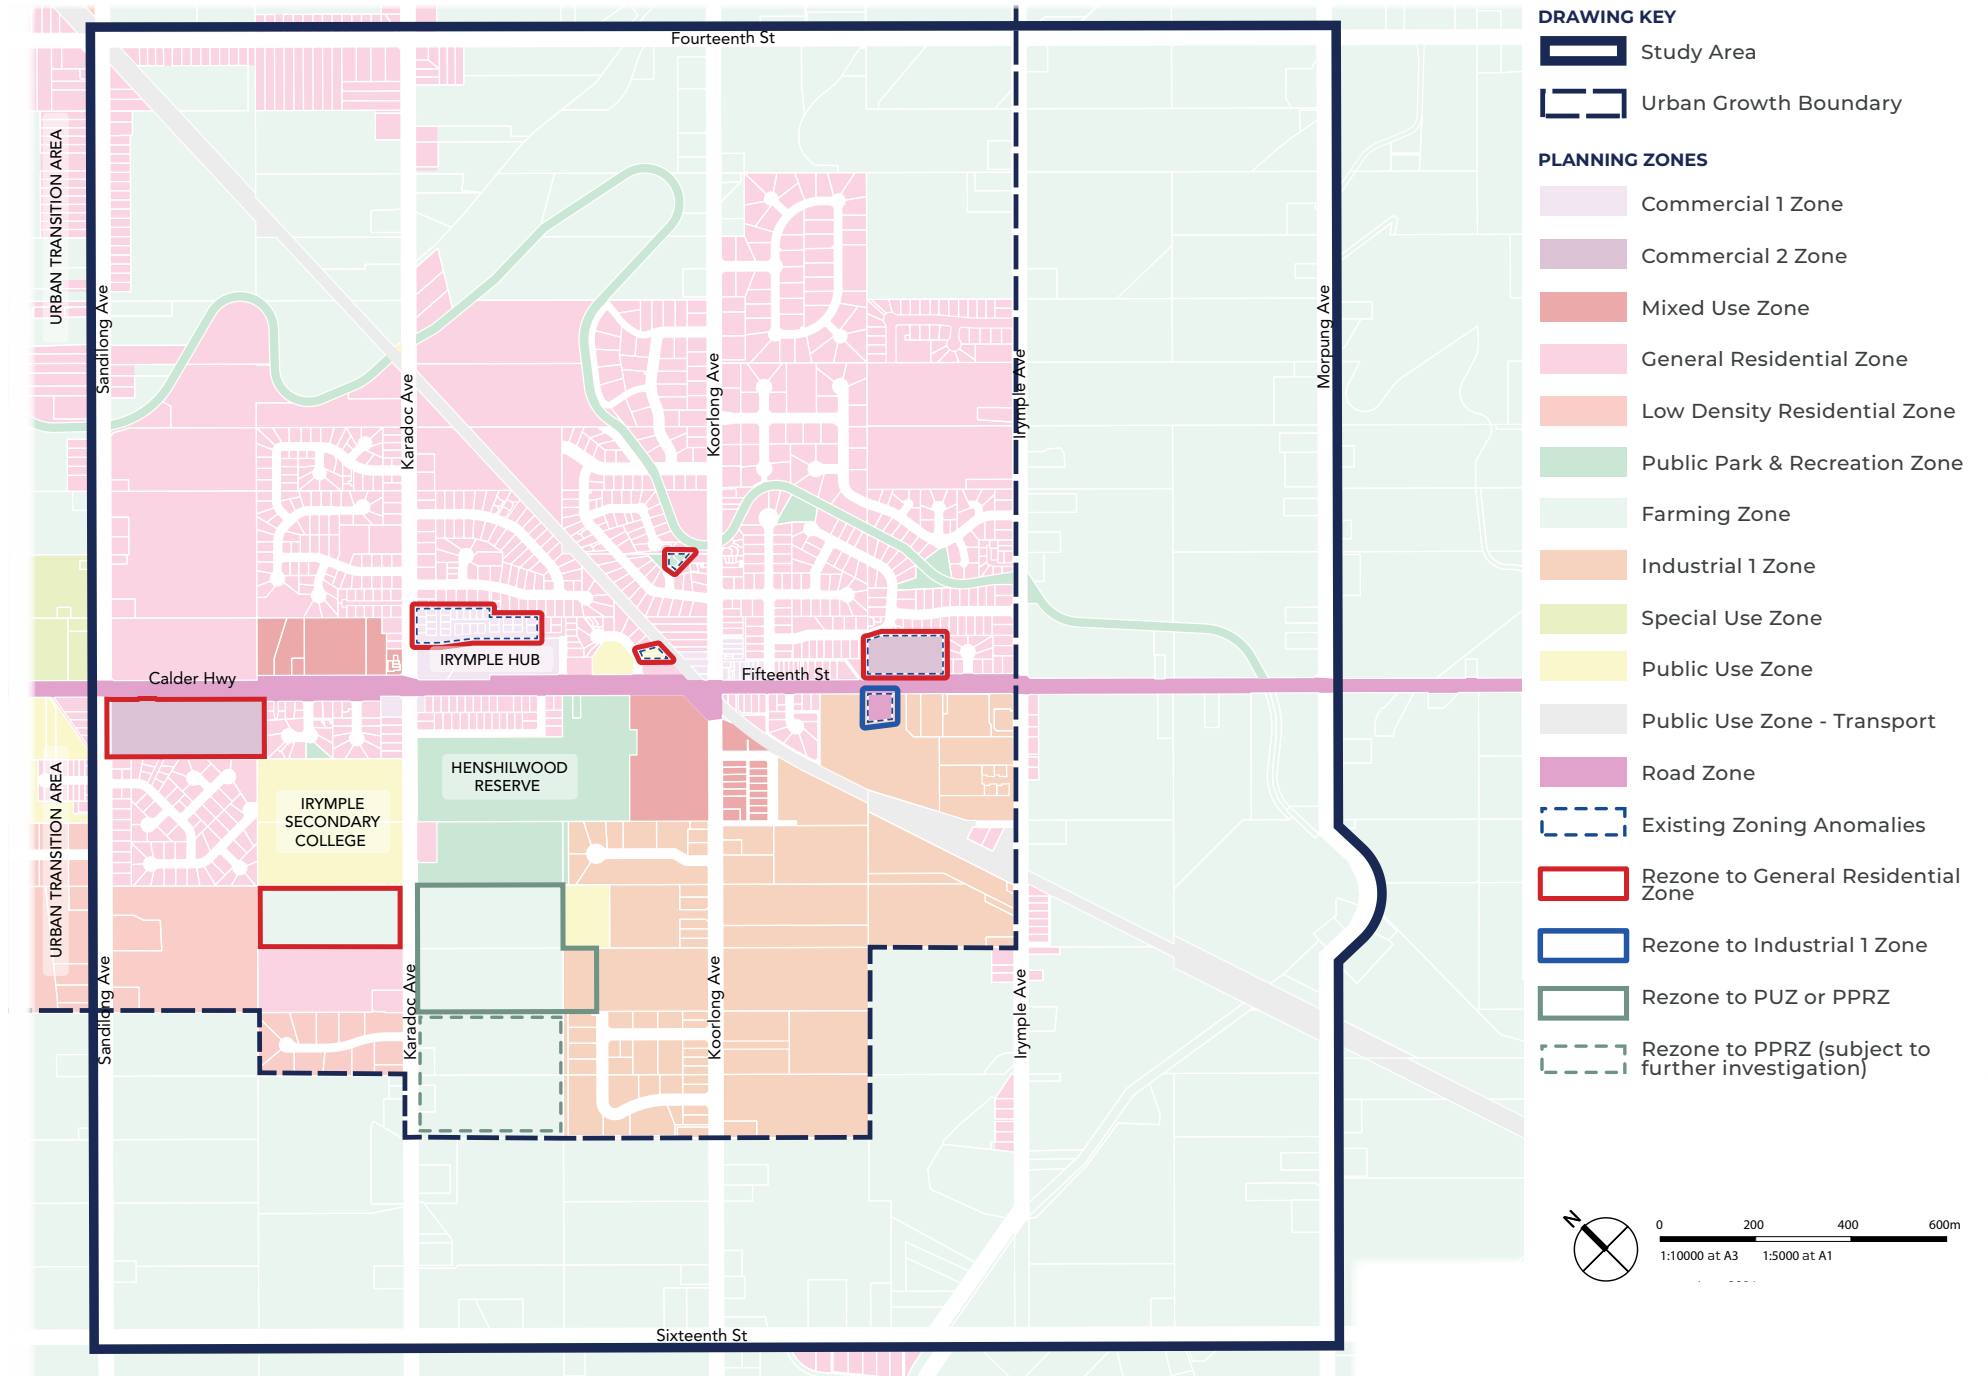 Fourteenth St
URBAN TRANSITION AREA
Sandilong Ave
Karadoc Ave
Koorlong Ave
Irymple Ave
Morpung Ave
IRYMPLE HUB
Calder Hwy
Fifteenth St
HENSHILWOOD
RESERVE
IRYMPLE
SECONDARY
COLLEGE
URBAN TRANSITION AREA
Sandilong Ave
Karadoc Ave
Koorlong Ave
Irymple Ave
Sixteenth St
DRAWING KEY
Study Area
Urban Growth Boundary
PLANNING ZONES
Commercial 1 Zone
Commercial 2 Zone
Mixed Use Zone
General Residential Zone
Low Density Residential Zone
Public Park & Recreation Zone
Farming Zone
Industrial 1 Zone
Special Use Zone
Public Use Zone
Public Use Zone - Transport
Road Zone
Existing Zoning Anomalies
Rezone to General Residential
Zone
Rezone to Industrial 1 Zone
Rezone to PUZ or PPRZ
Rezone to PPRZ (subject to
further investigation)
N
0 200 400 600m
1:10000 at A3 1:5000 at A1